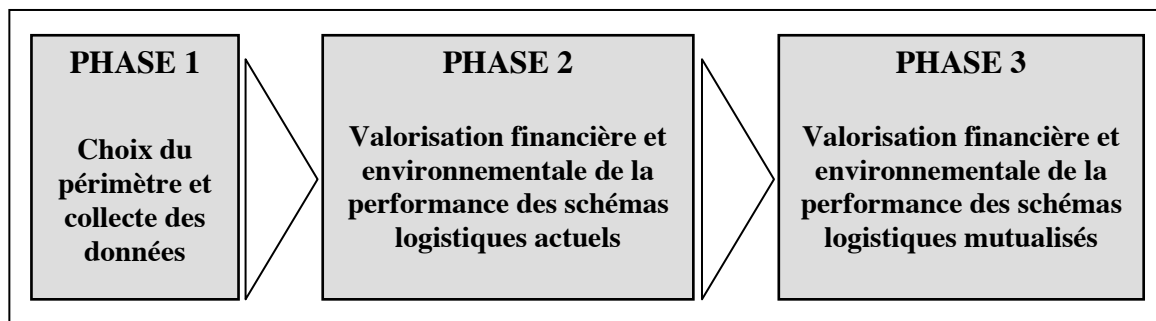 PHASE 1
Choix du
périmètre et
collecte des
données
PHASE 2
Valorisation financière et
environnementale de la
performance des schémas
logistiques actuels
PHASE 3
Valorisation financière et
environnementale de la
performance des schémas
logistiques mutualisés